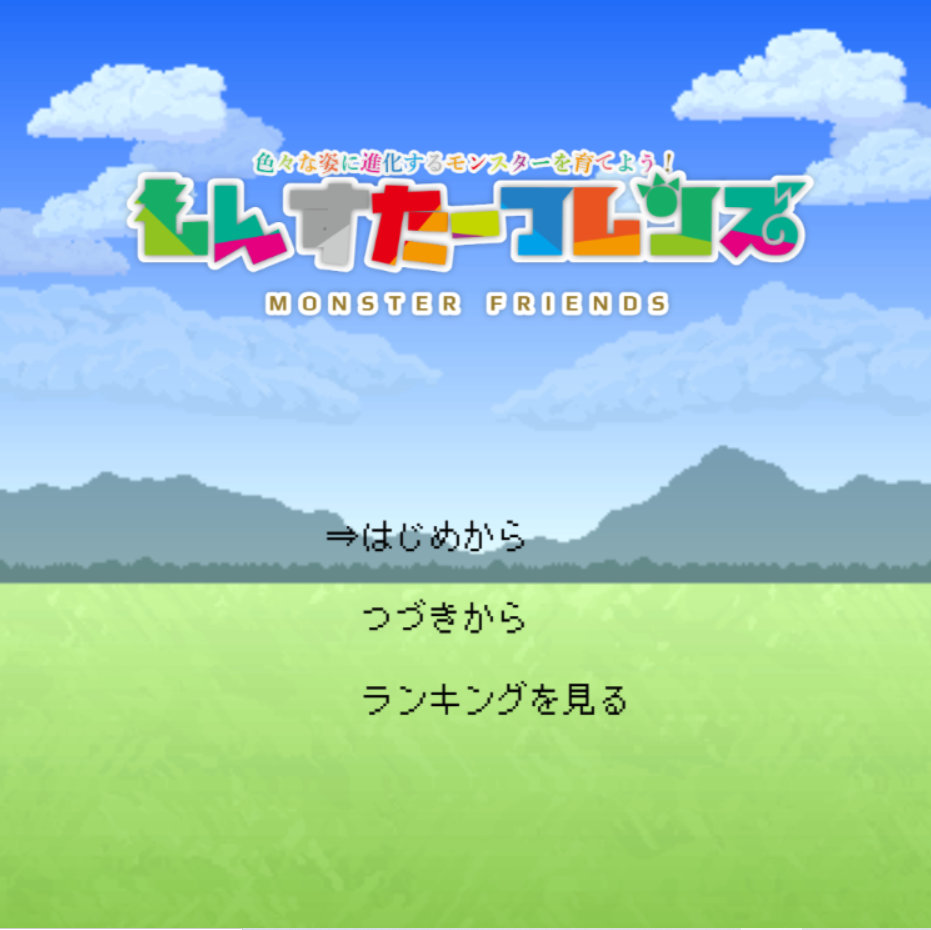 色々な姿に進化するモンスターを育てよう！
もんすたーフレンズ
MONSTER FRIENDS
⇒はじめから
つづきから
ランキングを見る